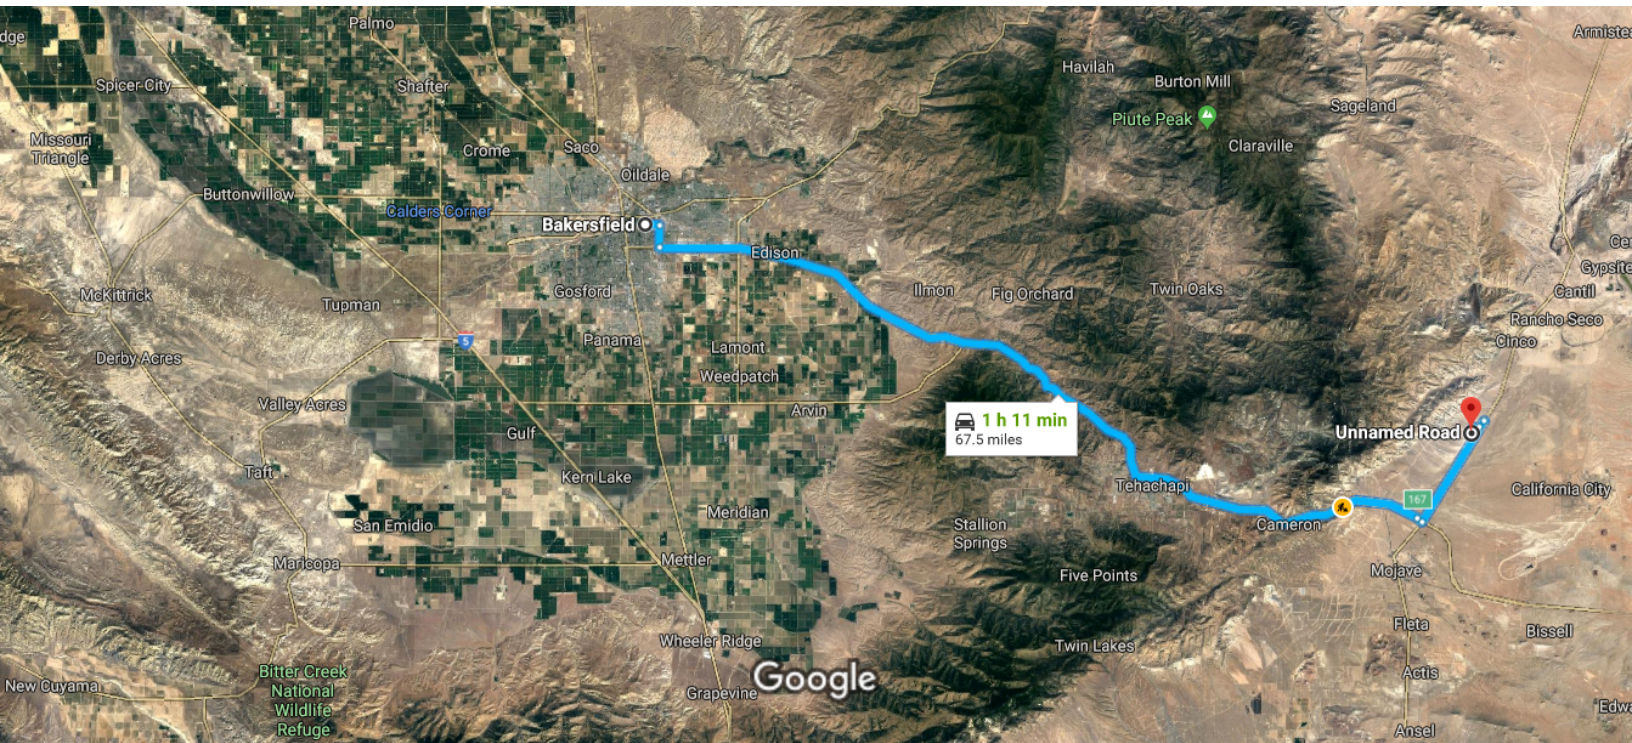 Palmo
Armistea
dge
Havilah
Burton Mill
Spicer City
Shafter
Sageland
Piute Peak
Missouri
Triangle
Crome
Saco
Claraville
Oildale
Buttonwillow
Calders Corner
Bakersfield
Edison
Cer
Gypsite
McKittrick
Tupman
Gosford
Ilmon
Fig Orchard
Twin Oaks
Cantil
Rancho Seco
5
Panama
Lamont
Cinco
Derby Acres
Weedpatch
Valley Acres
Arvin
1 h 11 min
67.5 miles
Gulf
Unnamed Road
Taft
Kern Lake
Tehachapi
167
California City
San Emidio
Meridian
Stallion
Springs
Cameron
Maricopa
Mettler
Five Points
Mojave
Wheeler Ridge
Twin Lakes
Fleta
Bissell
Bitter Creek
National
Wildlife
Refuge
New Cuyama
Grapevine
Google
Actis
Edwa
Ansel